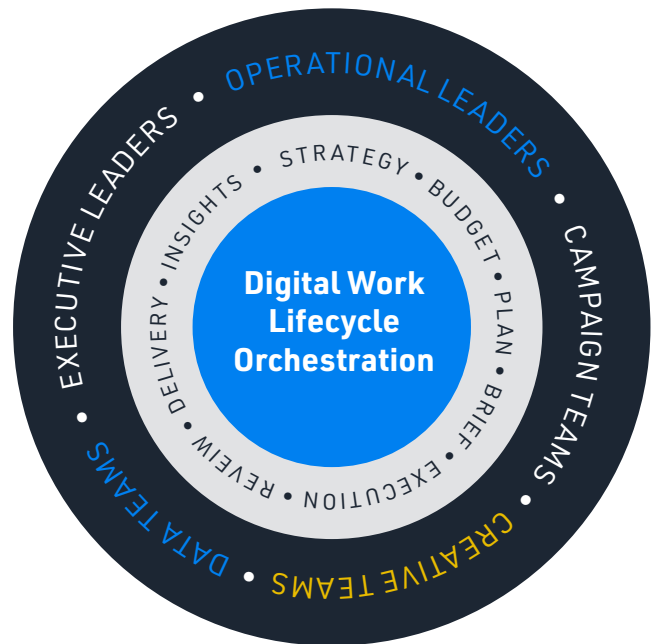 OPERATIONAL LEADERS • CAMPAIGN TEAMS • CREATIVE TEAMS • DATA TEAMS • EXECUTIVE LEADERS •
STRATEGY • BUDGET • PLAN • BRIEF • EXECUTION • REVEIW • DELIVERY • INSIGHTS •
Digital Work
Lifecycle
Orchestration